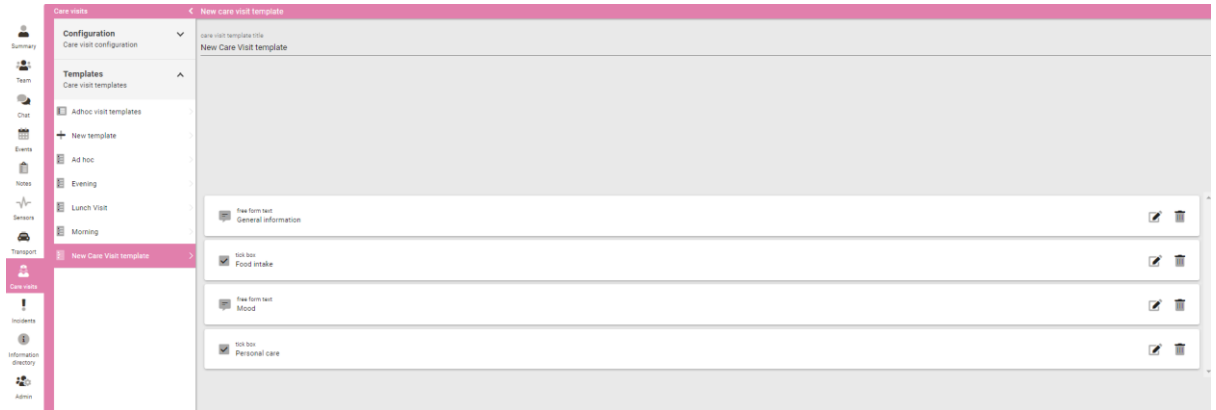 Summary
Team
Chat
Events
Notes
Sensors
Transport
Care visits
Incidents
Information
directory
Admin
Care visits
Configuration
Care visit configuration
Templates
Care visit templates
Adhoc visit templates
New template
Ad hoc
Evening
Lunch Visit
Morning
New Care Visit template
New care visit template
care visit template title
New Care Visit template
free form text
General information
tick box
Food intake
free form text
Mood
tick box
Personal care